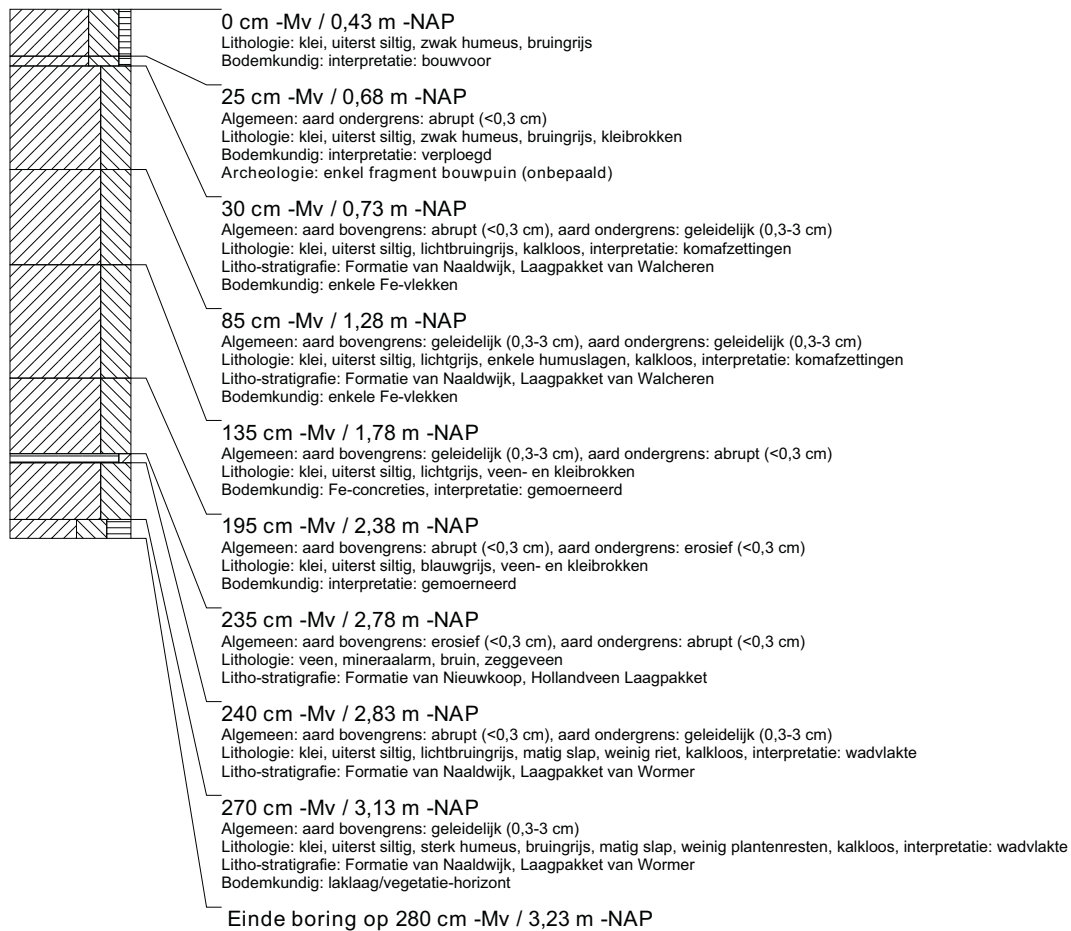 0 cm -Mv / 0,43 m -NAP
Lithologie: klei, uiterst siltig, zwak humeus, bruingrijs
Bodemkundig: interpretatie: bouwvoor
25 cm -Mv / 0,68 m -NAP
Algemeen: aard ondergrens: abrupt (<0,3 cm)
Lithologie: klei, uiterst siltig, zwak humeus, bruingrijs, kleibrokken
Bodemkundig: interpretatie: verploegd
Archeologie: enkel fragment bouwpuin (onbepaald)
30 cm -Mv / 0,73 m -NAP
Algemeen: aard bovengrens: abrupt (<0,3 cm), aard ondergrens: geleidelijk (0,3-3 cm)
Lithologie: klei, uiterst siltig, lichtbruingrijs, kalkloos, interpretatie: komafzettingen
Litho-stratigrafie: Formatie van Naaldwijk, Laagpakket van Walcheren
Bodemkundig: enkele Fe-vlekken
85 cm -Mv / 1,28 m -NAP
Algemeen: aard bovengrens: geleidelijk (0,3-3 cm), aard ondergrens: geleidelijk (0,3-3 cm)
Lithologie: klei, uiterst siltig, lichtgrijs, enkele humuslagen, kalkloos, interpretatie: komafzettingen
Litho-stratigrafie: Formatie van Naaldwijk, Laagpakket van Walcheren
Bodemkundig: enkele Fe-vlekken
135 cm -Mv / 1,78 m -NAP
Algemeen: aard bovengrens: geleidelijk (0,3-3 cm), aard ondergrens: abrupt (<0,3 cm)
Lithologie: klei, uiterst siltig, lichtgrijs, veen- en kleibrokken
Bodemkundig: Fe-concreties, interpretatie: gemoerneerd
195 cm -Mv / 2,38 m -NAP
Algemeen: aard bovengrens: abrupt (<0,3 cm), aard ondergrens: erosief (<0,3 cm)
Lithologie: klei, uiterst siltig, blauwgrijs, veen- en kleibrokken
Bodemkundig: interpretatie: gemoerneerd
235 cm -Mv / 2,78 m -NAP
Algemeen: aard bovengrens: erosief (<0,3 cm), aard ondergrens: abrupt (<0,3 cm)
Lithologie: veen, mineraalarm, bruin, zeggeveen
Litho-stratigrafie: Formatie van Nieuwkoop, Hollandveen Laagpakket
240 cm -Mv / 2,83 m -NAP
Algemeen: aard bovengrens: abrupt (<0,3 cm), aard ondergrens: geleidelijk (0,3-3 cm)
Lithologie: klei, uiterst siltig, lichtbruingrijs, matig slap, weinig riet, kalkloos, interpretatie: wadvlakte
Litho-stratigrafie: Formatie van Naaldwijk, Laagpakket van Wormer
270 cm -Mv / 3,13 m -NAP
Algemeen: aard bovengrens: geleidelijk (0,3-3 cm)
Lithologie: klei, uiterst siltig, sterk humeus, bruingrijs, matig slap, weinig plantenresten, kalkloos, interpretatie: wadvlakte
Litho-stratigrafie: Formatie van Naaldwijk, Laagpakket van Wormer
Bodemkundig: laklaag/vegetatie-horizont
Einde boring op 280 cm -Mv / 3,23 m -NAP